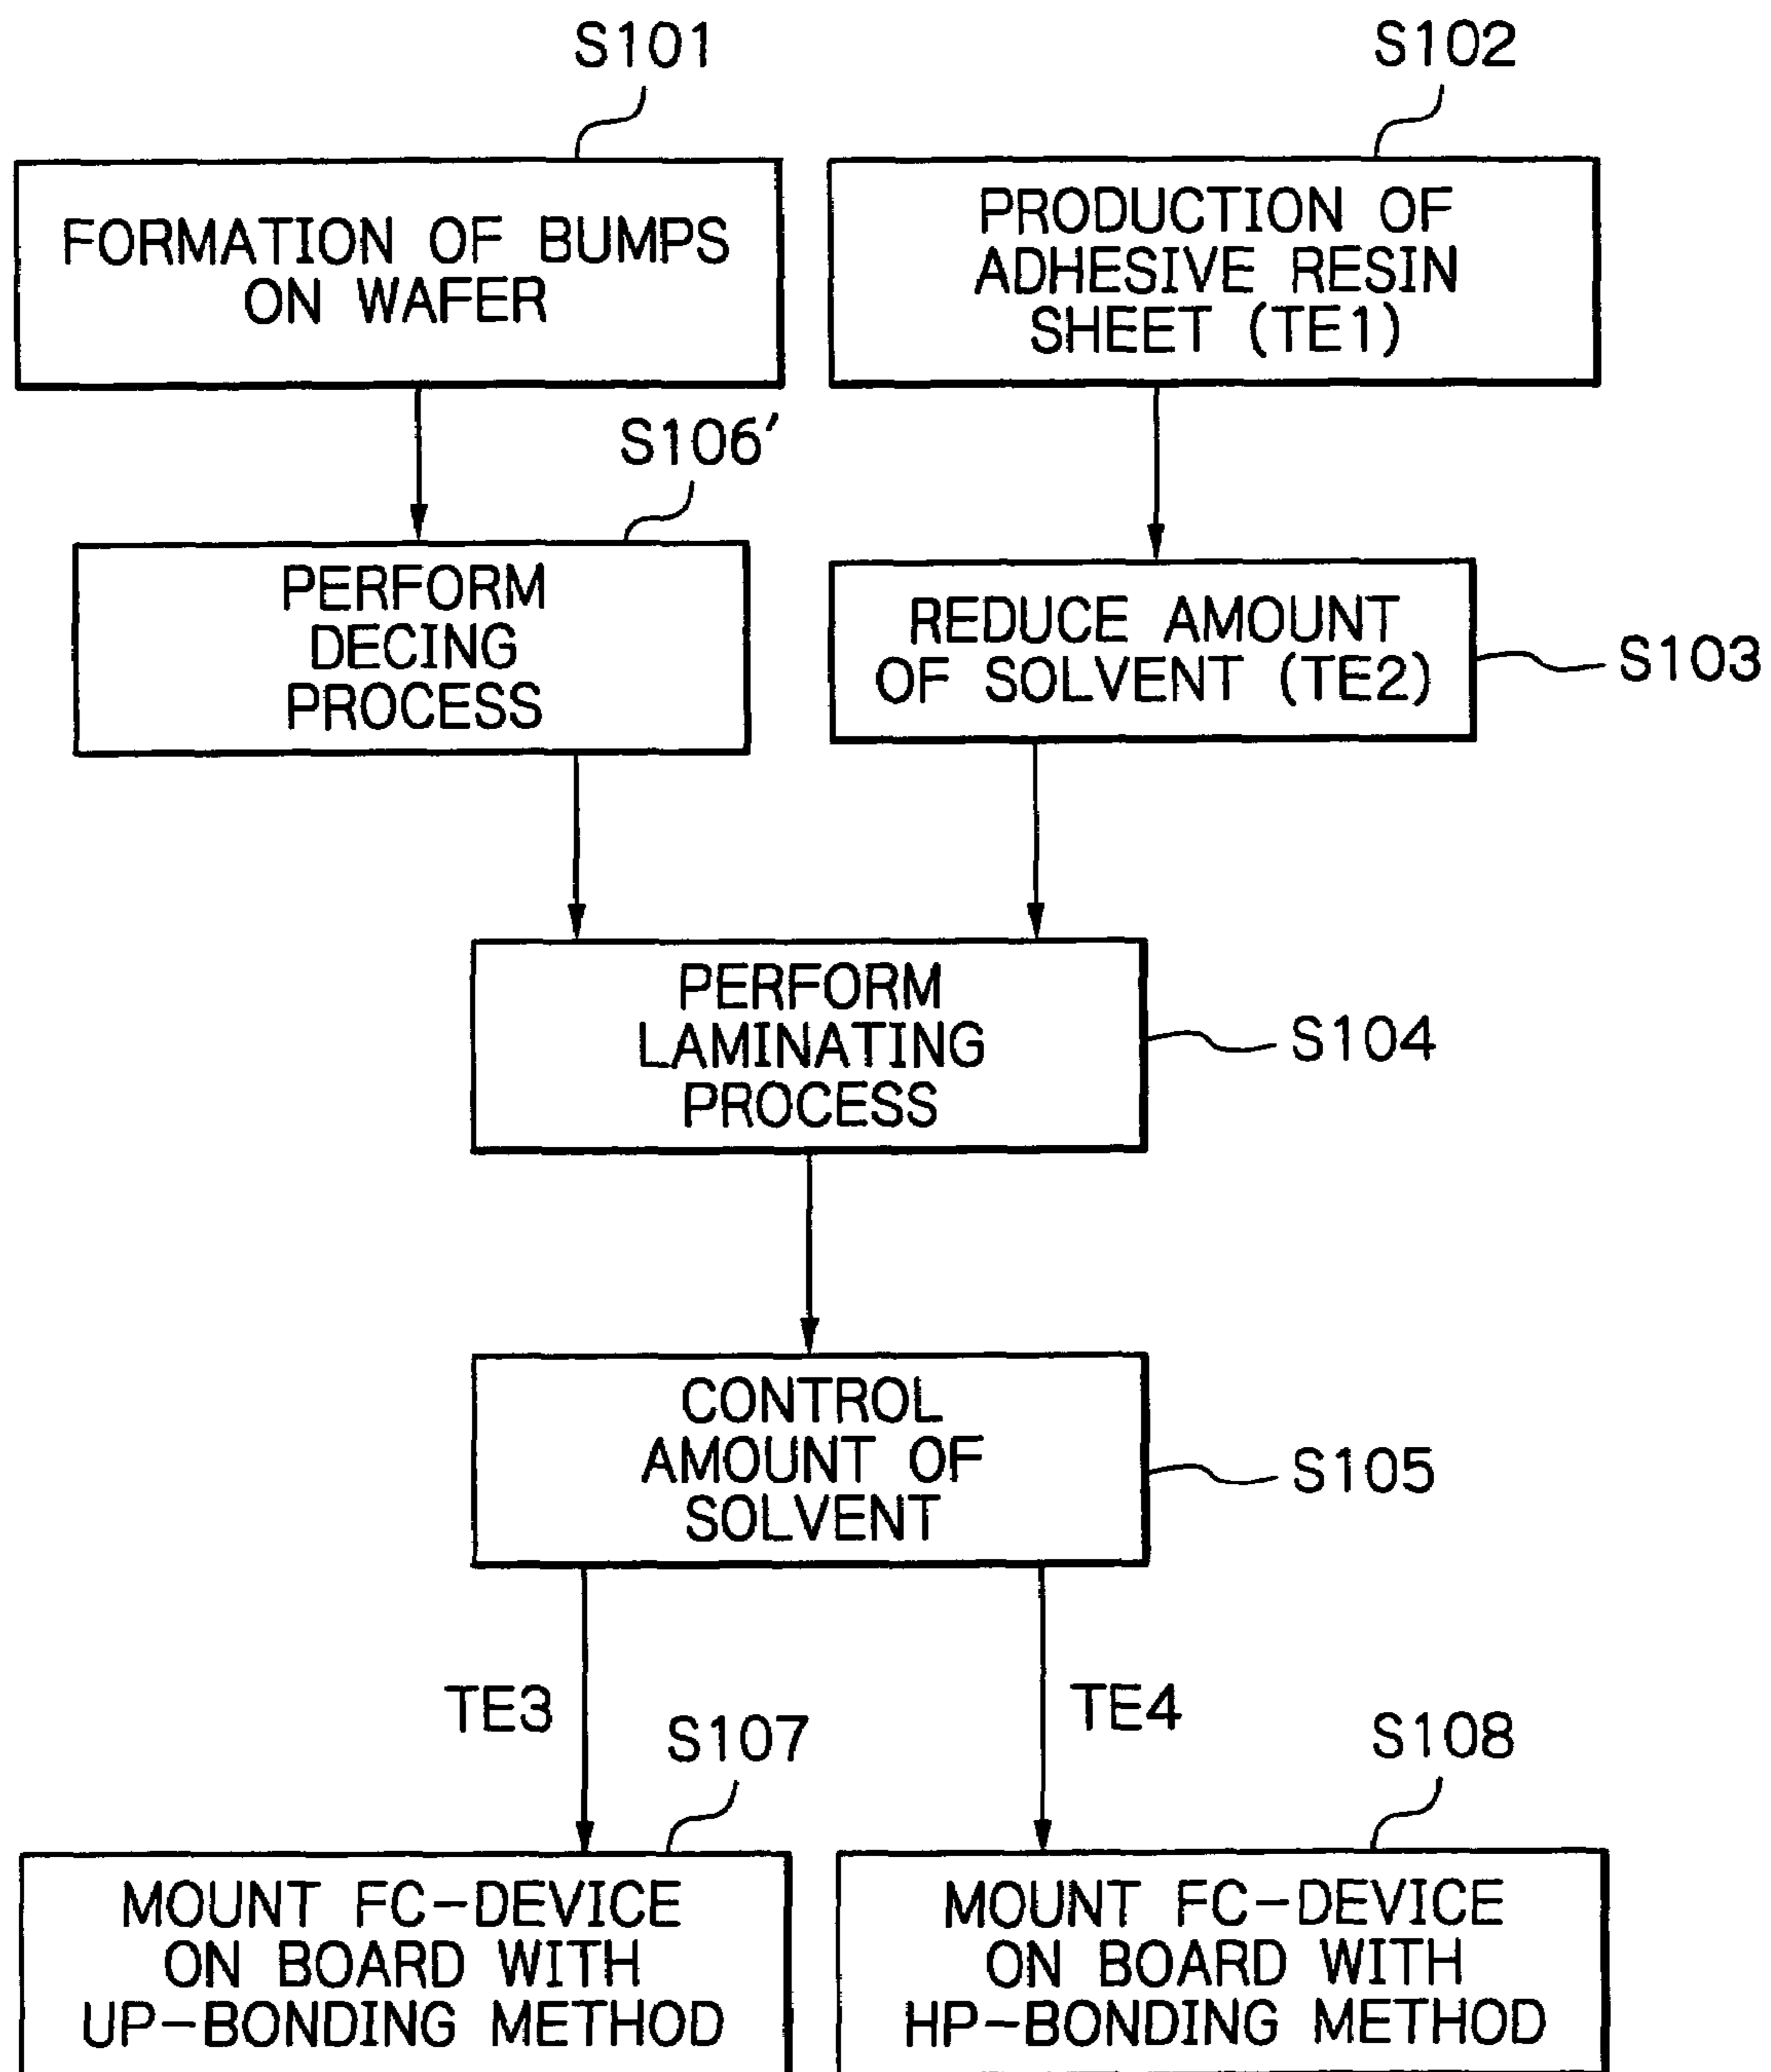 S101
FORMATION OF BUMPS
ON WAFER
S102
PRODUCTION OF
ADHESIVE RESIN
SHEET (TE1)
S106'
PERFORM
DECING
PROCESS
REDUCE AMOUNT
OF SOLVENT (TE2)
S103
PERFORM
LAMINATING
PROCESS
S104
CONTROL
AMOUNT OF
SOLVENT
S105
TE3
TE4
S107
MOUNT FC-DEVICE
ON BOARD WITH
UP-BONDING METHOD
S108
MOUNT FC-DEVICE
ON BOARD WITH
HP-BONDING METHOD